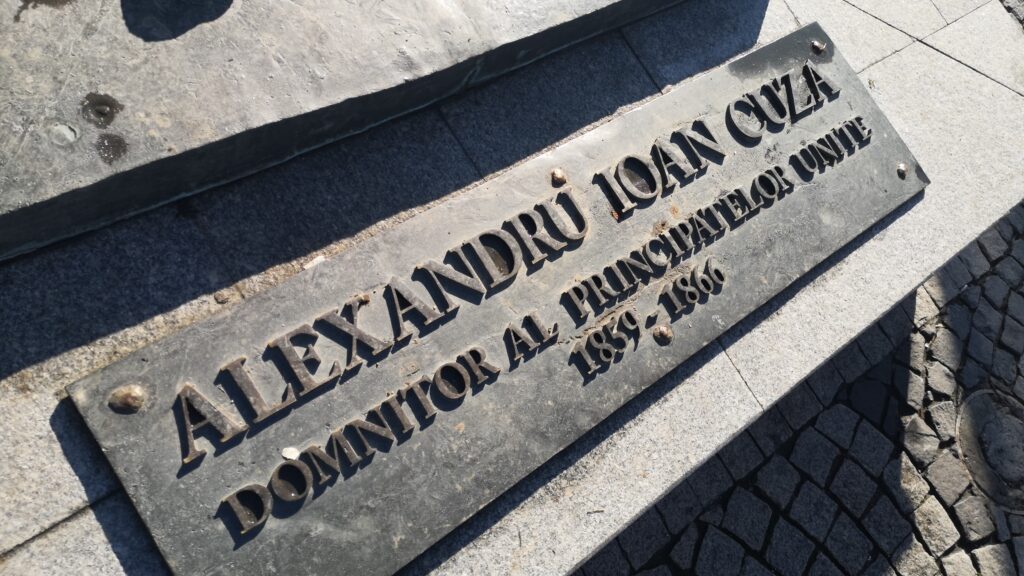 ALEXANDRU IOAN CUZA
DOMNITOR AL PRINCIPATELOR UNITE
1859 - 1866